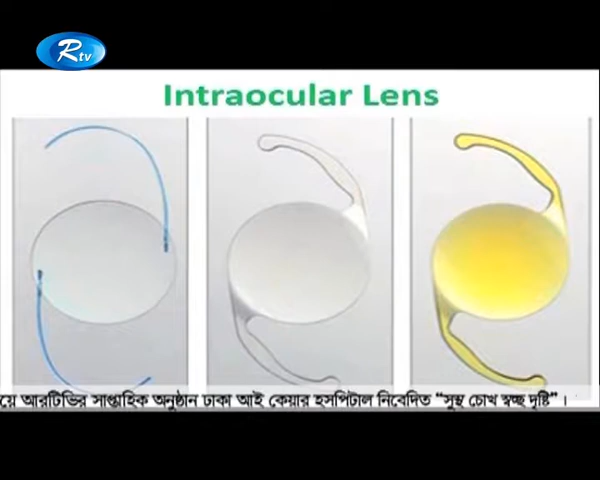 Rtv
Intraocular Lens
য়ে আরটিভির সাপ্তাহিক অনুষ্ঠান ঢাকা আই কেয়ার হসপিটাল নিবেদিত “সুস্থ চোখ স্বচ্ছ দৃষ্টি”।